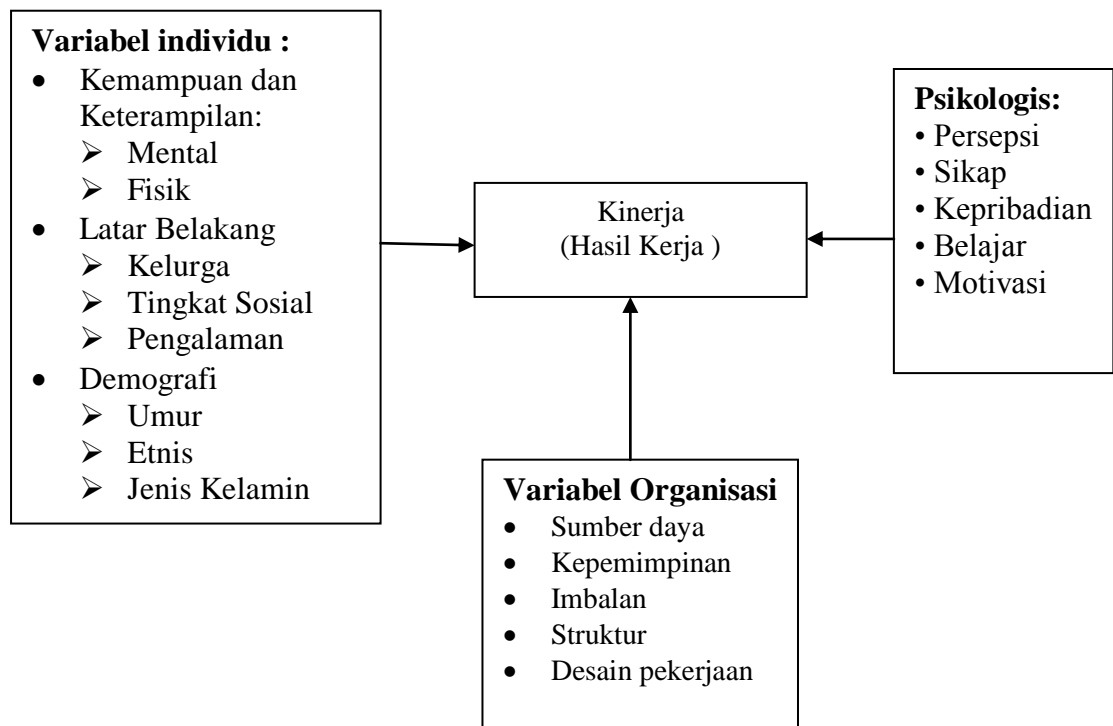 Variabel individu :
• Kemampuan dan
Keterampilan:
➢ Mental
➢ Fisik
• Latar Belakang
➢ Kelurga
➢ Tingkat Sosial
➢ Pengalaman
• Demografi
➢ Umur
➢ Etnis
➢ Jenis Kelamin
Kinerja
(Hasil Kerja )
Psikologis:
• Persepsi
• Sikap
• Kepribadian
• Belajar
• Motivasi
Variabel Organisasi
• Sumber daya
• Kepemimpinan
• Imbalan
• Struktur
• Desain pekerjaan